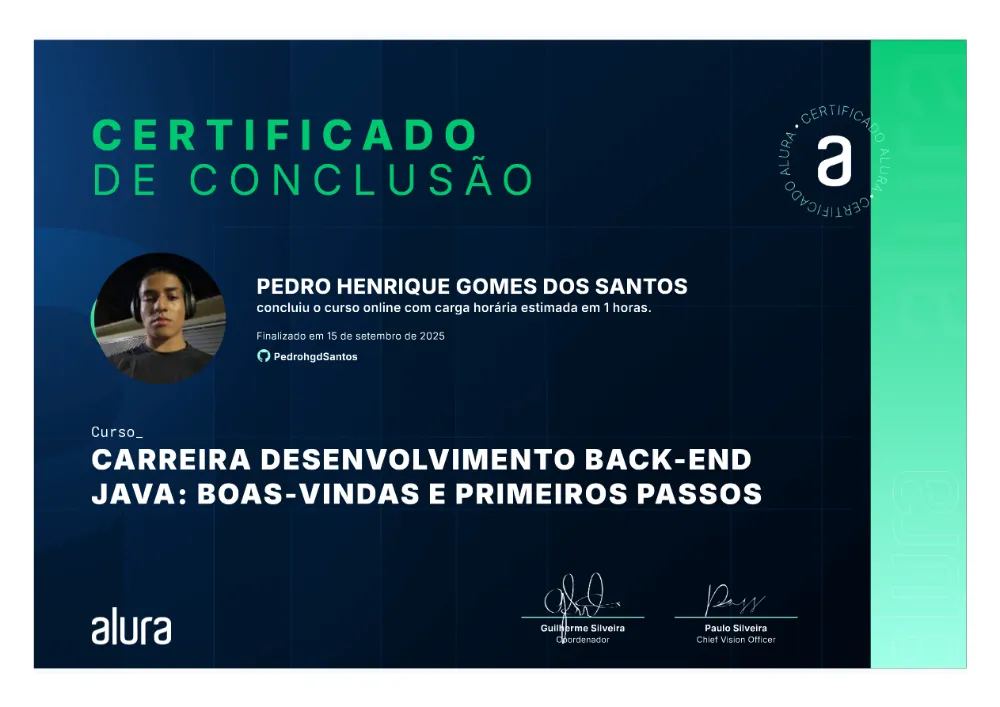 CERTIFICADO
DE CONCLUSÃO
CERTIFICADO ALURA • CERTIFICADO ALURA •
a
PEDRO HENRIQUE GOMES DOS SANTOS
concluiu o curso online com carga horária estimada em 1 horas.
Finalizado em 15 de setembro de 2025
PedrohgdSantos
Curso_
CARREIRA DESENVOLVIMENTO BACK-END
JAVA: BOAS-VINDAS E PRIMEIROS PASSOS
alura
Guilherme Silveira
Coordenador
Paulo Silveira
Chief Vision Officer
alura
alura